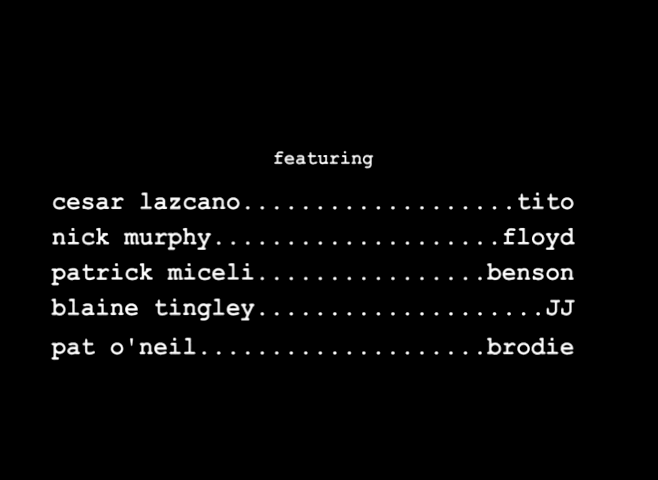 featuring
cesar lazcano...................tito
nick murphy....................floyd
patrick miceli................benson
blaine tingley....................JJ
pat o'neil....................brodie